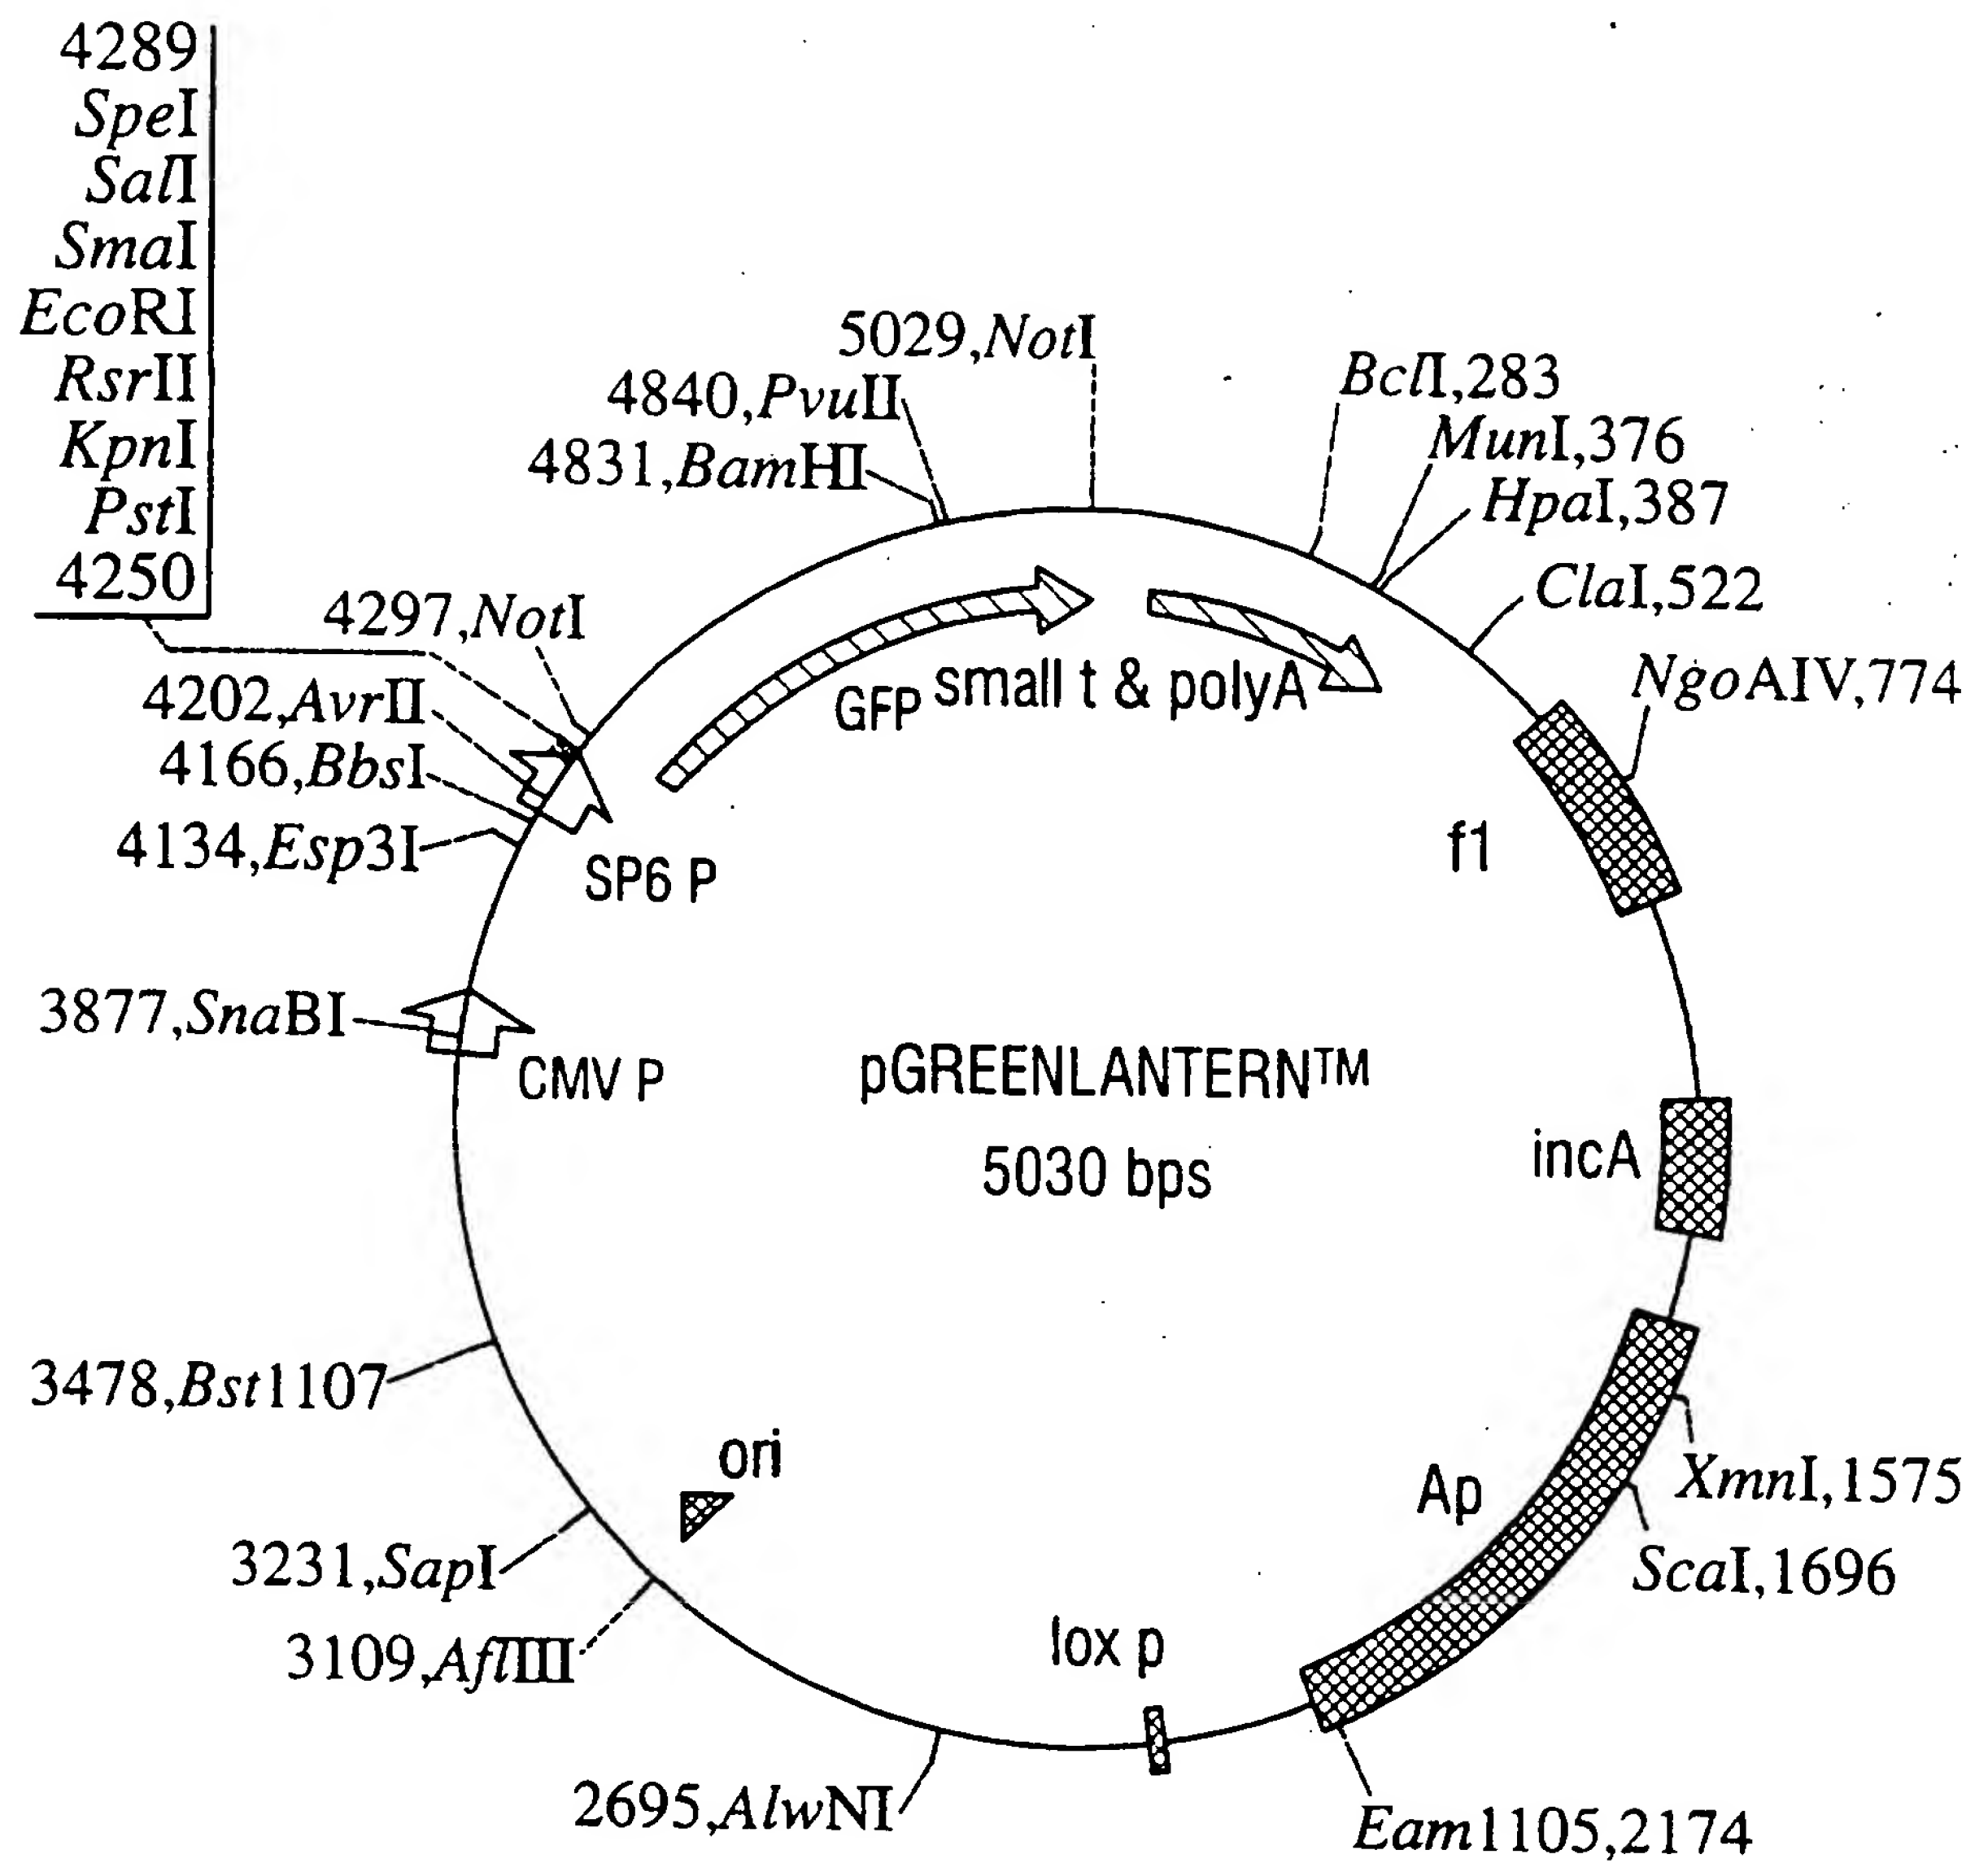 4289
SpeI
SalI
SmaI
EcoRI
RsrII
KpnI
PstI
4250
5029,NotI
4840,PvuII
4831,BamHI
BclI,283
MunI,376
HpaI,387
ClaI,522
NgoAIV,774
4297,NotI
4202,AvrII
4166,BbsI
4134,Esp3I
GFP
small t & polyA
SP6 P
f1
3877,SnaBI
CMV P
pGREENLANTERN™
5030 bps
incA
3478,Bst1107
ori
Ap
XmnI,1575
ScaI,1696
3231,SapI
3109,AflIII
lox p
2695,AlwNI
Eam1105,2174